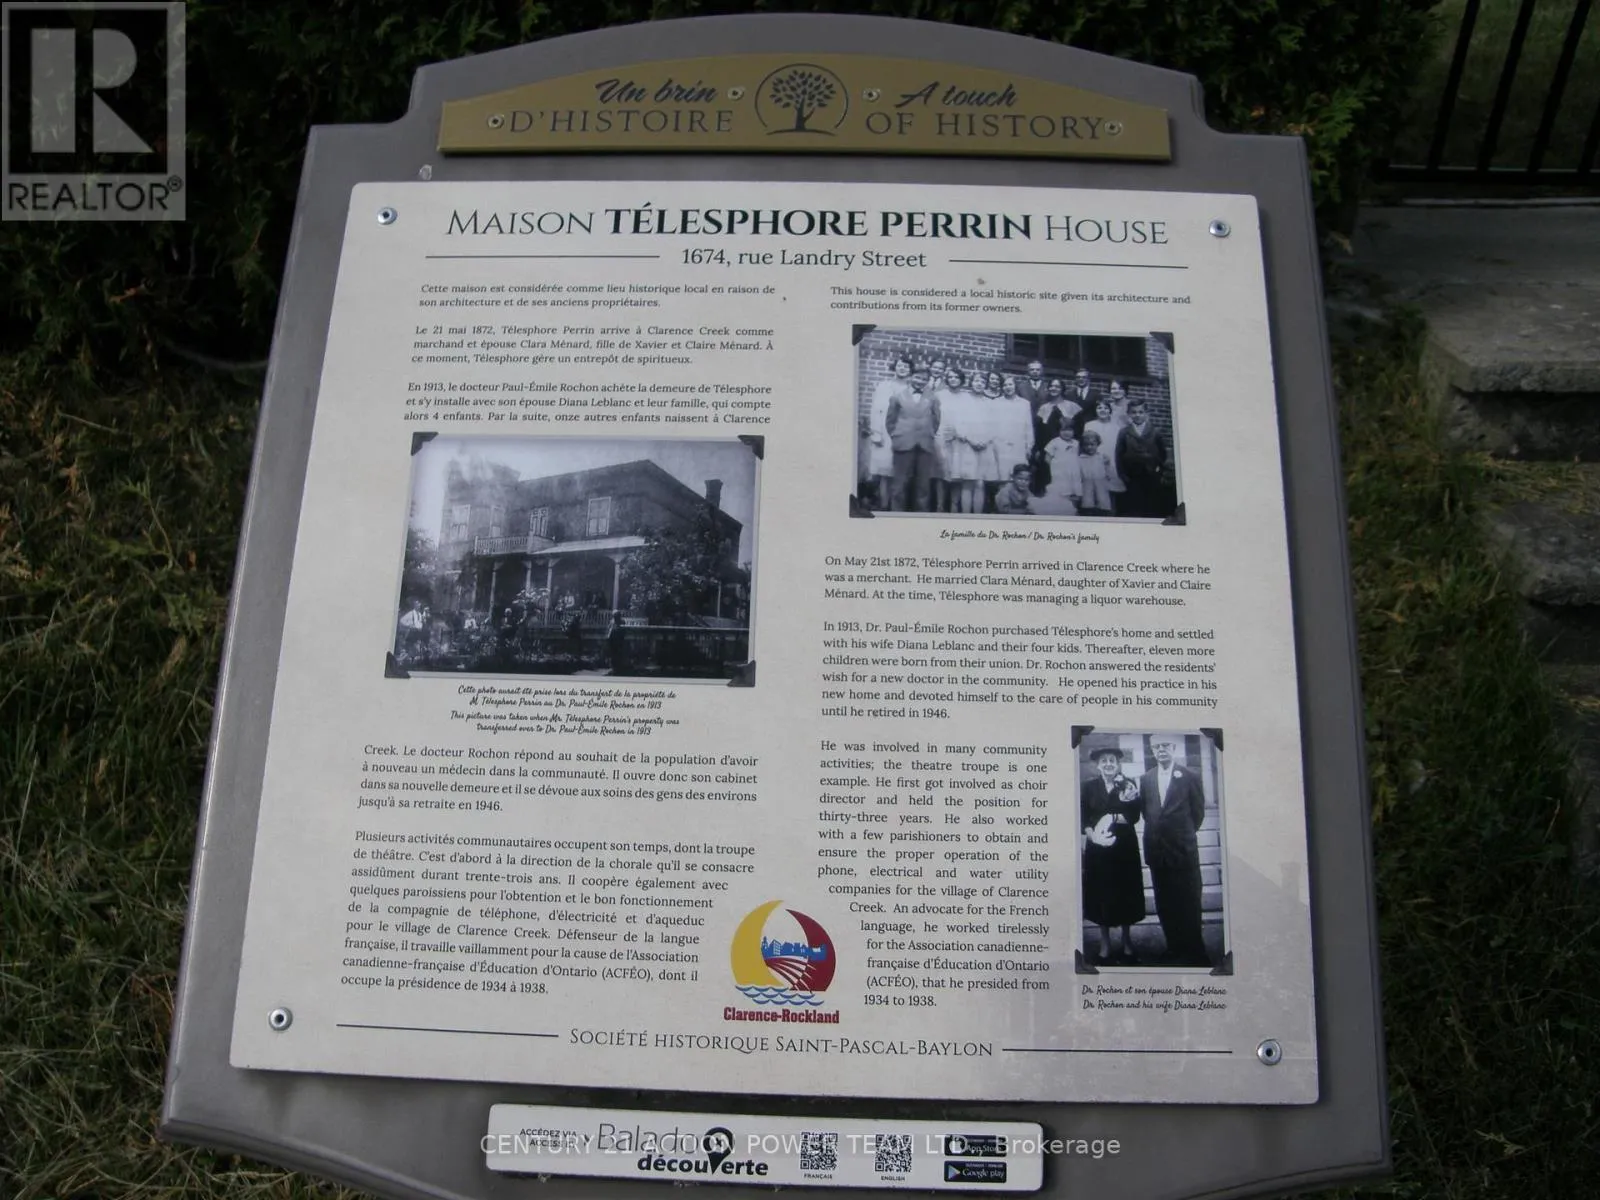 REALTOR®
Un brin
D'HISTOIRE
A touch
OF HISTORY
MAISON TÉLESPHORE PERRIN HOUSE
1674, rue Landry Street
Cette maison est considérée comme lieu historique local en raison de
son architecture et de ses anciens propriétaires.
Le 21 mai 1872, Télesphore Perrin arrive à Clarence Creek comme
marchand et épouse Clara Ménard, fille de Xavier et Claire Ménard. À
ce moment, Télesphore gère un entrepôt de spiritueux.
En 1913, le docteur Paul-Émile Rochon achète la demeure de Télesphore
et s'y installe avec son épouse Diana Leblanc et leur famille, qui compte
alors 4 enfants. Par la suite, onze autres enfants naissent à Clarence
Cette photo aurait été prise lors du transfert de la propriété de
M. Télesphore Perrin au Dr. Paul-Émile Rochon en 1913
This picture was taken when Mr. Télesphore Perrin's property was
transferred over to Dr. Paul-Émile Rochon in 1913
Creek. Le docteur Rochon répond au souhait de la population d'avoir
à nouveau un médecin dans la communauté. Il ouvre donc son cabinet
dans sa nouvelle demeure et il se dévoue aux soins des gens des environs
jusqu'à sa retraite en 1946.
Plusieurs activités communautaires occupent son temps, dont la troupe
de théâtre. C'est d'abord à la direction de la chorale qu'il se consacre
assidûment durant trente-trois ans. Il coopère également avec
quelques paroissiens pour l'obtention et le bon fonctionnement
de la compagnie de téléphone, d'électricité et d'aqueduc
pour le village de Clarence Creek. Défenseur de la langue
française, il travaille vaillamment pour la cause de l'Association
canadienne-française d'Éducation d'Ontario (ACFÉO), dont il
occupe la présidence de 1934 à 1938.
This house is considered a local historic site given its architecture and
contributions from its former owners.
La famille du Dr. Rochon / Dr. Rochon's family
On May 21st 1872, Télesphore Perrin arrived in Clarence Creek where he
was a merchant. He married Clara Ménard, daughter of Xavier and Claire
Ménard. At the time, Télesphore was managing a liquor warehouse.
In 1913, Dr. Paul-Émile Rochon purchased Télesphore's home and settled
with his wife Diana Leblanc and their four kids. Thereafter, eleven more
children were born from their union. Dr. Rochon answered the residents'
wish for a new doctor in the community. He opened his practice in his
new home and devoted himself to the care of people in his community
until he retired in 1946.
He was involved in many community
activities; the theatre troupe is one
example. He first got involved as choir
director and held the position for
thirty-three years. He also worked
with a few parishioners to obtain and
ensure the proper operation of the
phone, electrical and water utility
companies for the village of Clarence
Creek. An advocate for the French
language, he worked tirelessly
for the Association canadienne-
française d'Éducation d'Ontario
(ACFÉO), that he presided from
1934 to 1938.
Dr. Rochon et son épouse Diana Leblanc
Dr. Rochon and his wife Diana Leblanc
Clarence-Rockland
SOCIÉTÉ HISTORIQUE SAINT-PASCAL-BAYLON
ACCÉDEZ VIA
Balado
découverte
FRANÇAIS
ENGLISH
App Store
Google play
CENTURY 21 ACTION POWER TEAM LTD., Brokerage